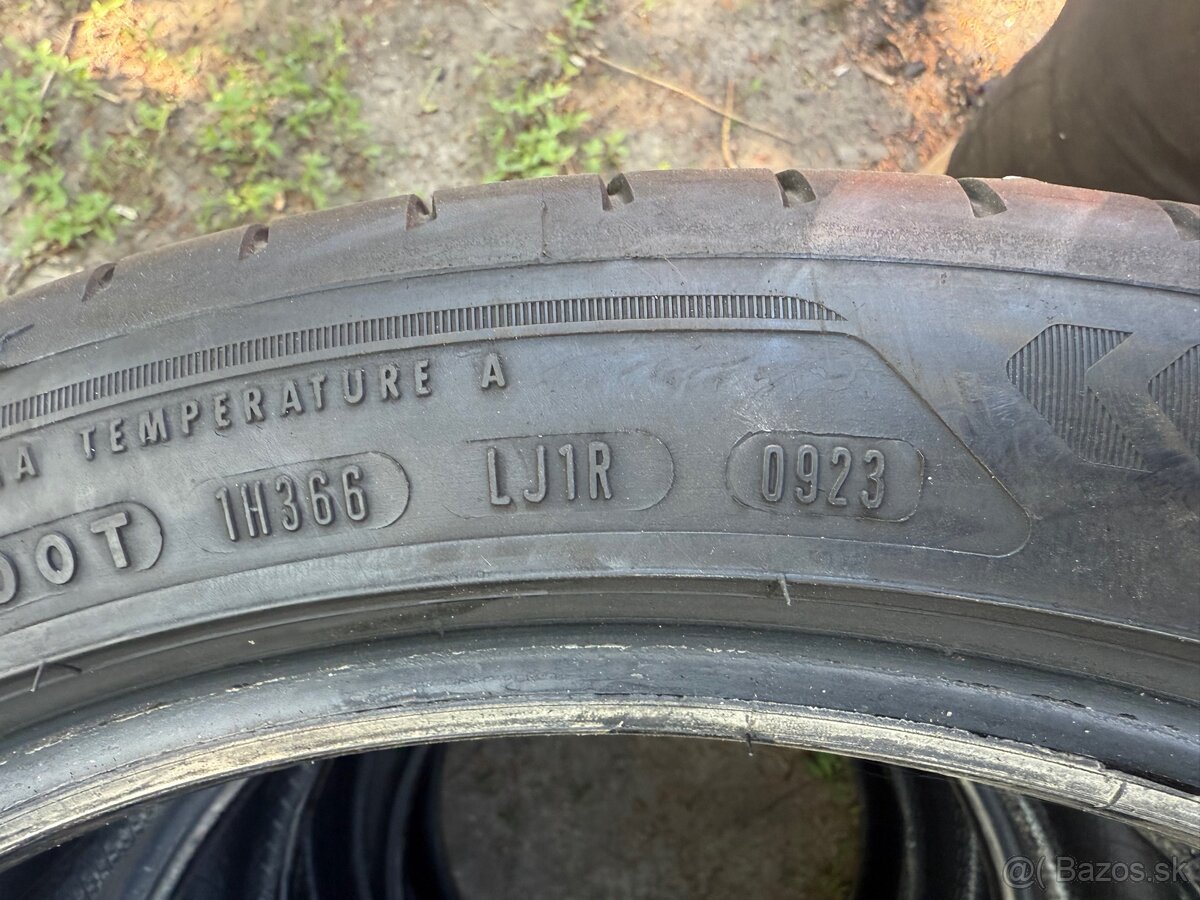 A TEMPERATURE A
DOT 1H366 LJ1R 0923
@( Bazos.sk